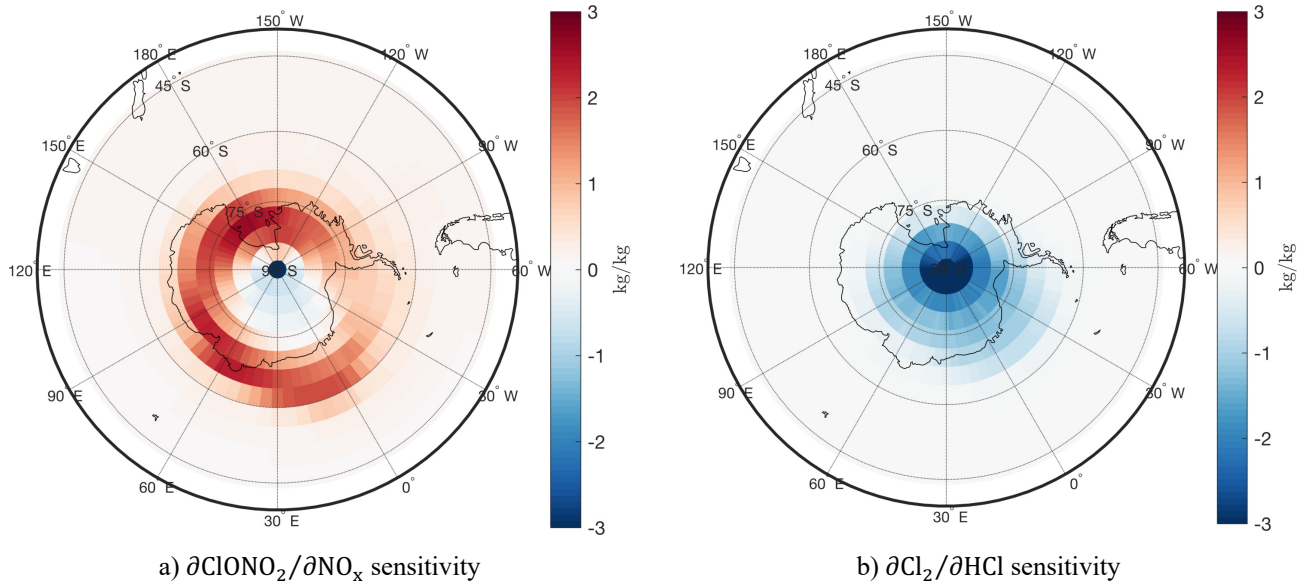 150° W
120° W
90° W
60° W
30° W
0°
30° E
60° E
90° E
120° E
150° E
180° E
45° S
60° S
75° S
3
2
1
0
-1
-2
-3
kg/kg
a) ∂ClONO₂/∂NOₓ sensitivity
150° W
120° W
90° W
60° W
30° W
0°
30° E
60° E
90° E
120° E
150° E
180° E
45° S
60° S
75° S
3
2
1
0
-1
-2
-3
kg/kg
b) ∂Cl₂/∂HCl sensitivity